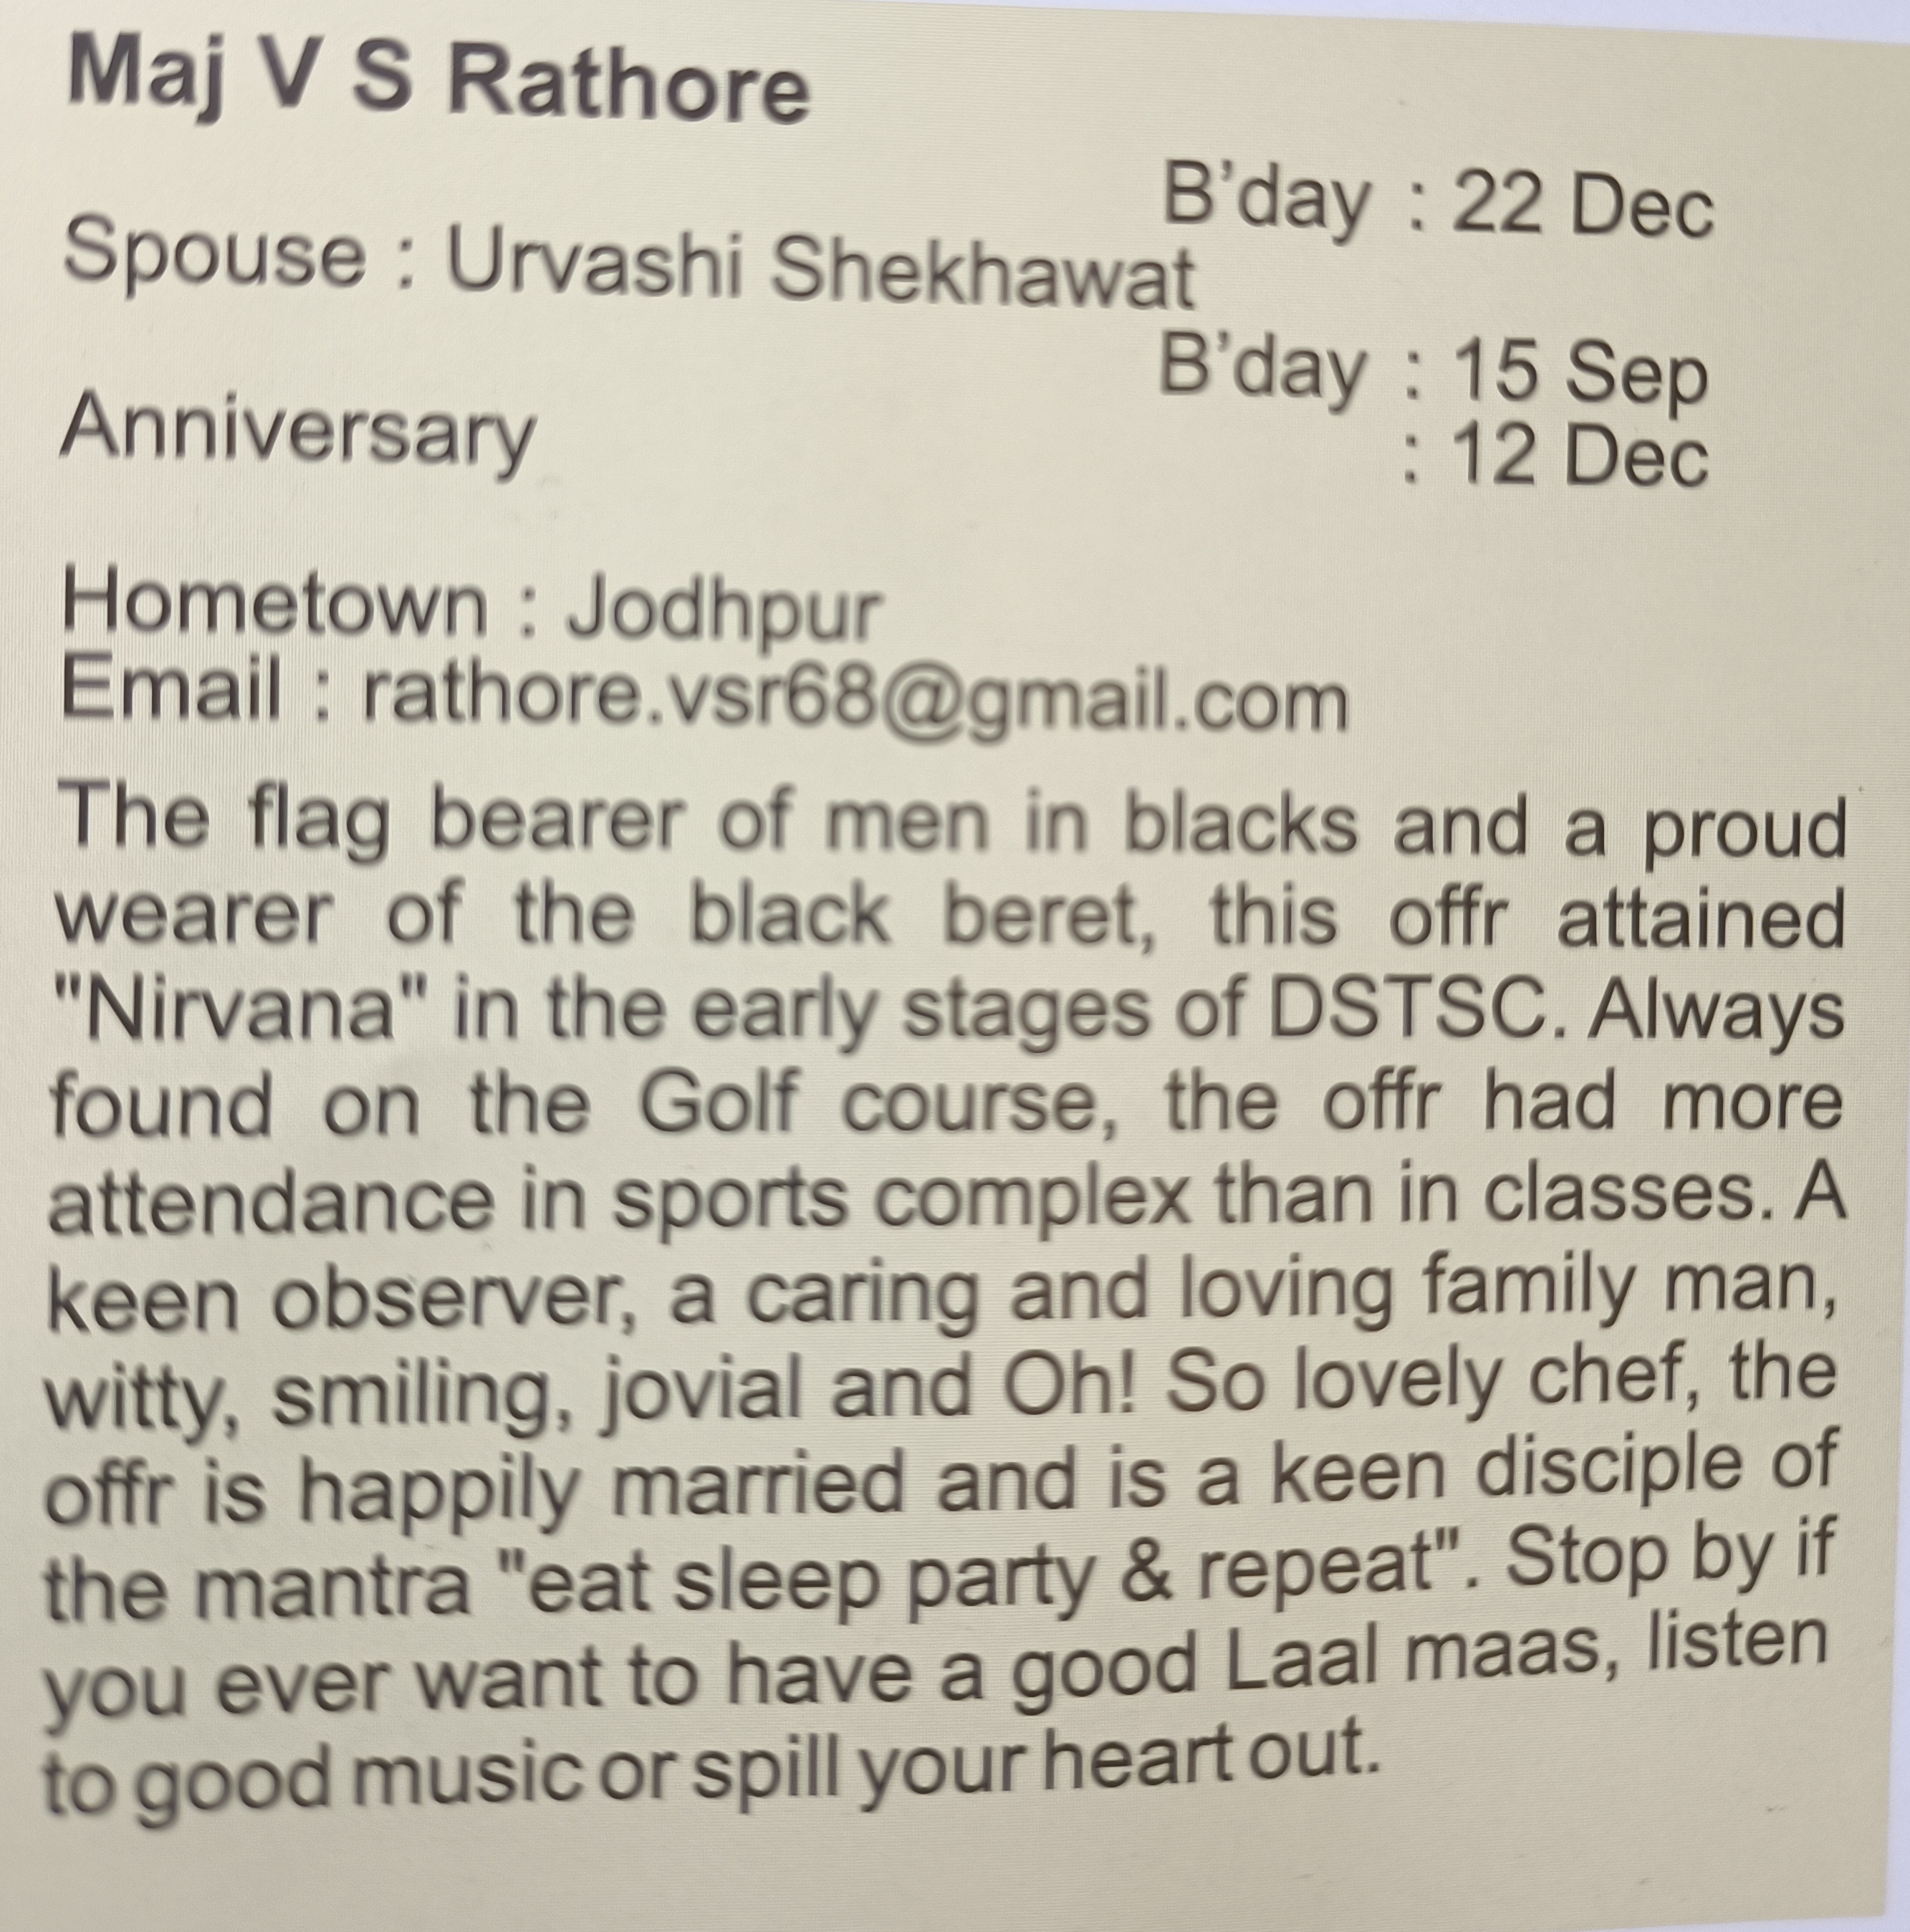 Maj V S Rathore
B'day : 22 Dec
Spouse : Urvashi Shekhawat
B'day : 15 Sep
Anniversary : 12 Dec
Hometown : Jodhpur
Email : rathore.vsr68@gmail.com
The flag bearer of men in blacks and a proud
wearer of the black beret, this offr attained
"Nirvana" in the early stages of DSTSC. Always
found on the Golf course, the offr had more
attendance in sports complex than in classes. A
keen observer, a caring and loving family man,
witty, smiling, jovial and Oh! So lovely chef, the
offr is happily married and is a keen disciple of
the mantra "eat sleep party & repeat". Stop by if
you ever want to have a good Laal maas, listen
to good music or spill your heart out.